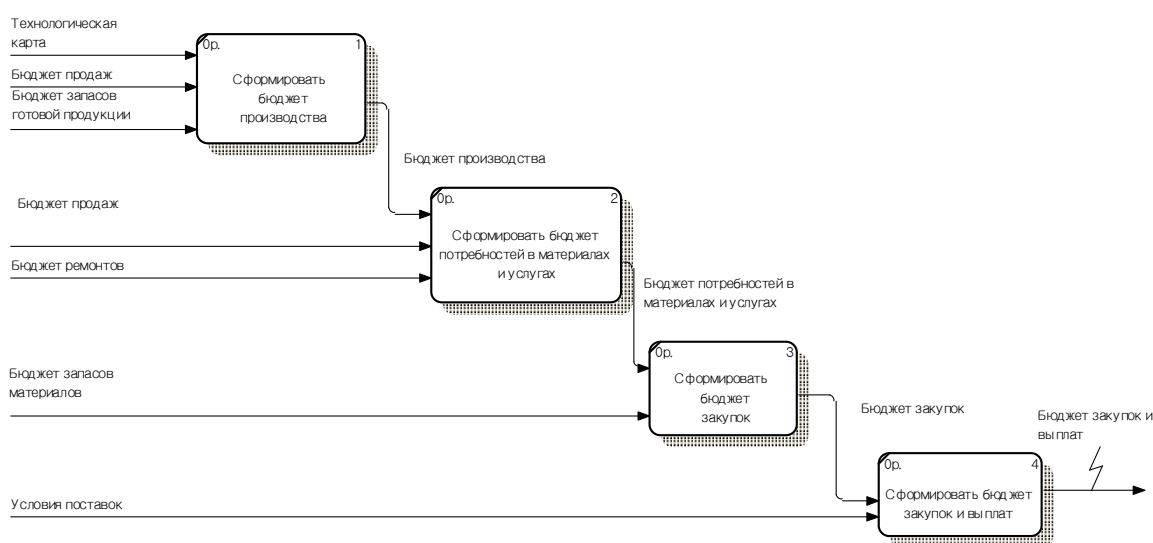 Технологическая
карта
0р.
1
Бюджет продаж
Сформировать
бюджет
производства
Бюджет запасов
готовой продукции
Бюджет производства
Бюджет продаж
0р.
2
Сформировать бюджет
потребностей в материалах
и услугах
Бюджет ремонтов
Бюджет потребностей в
материалах и услугах
0р.
3
Сформировать
бюджет
закупок
Бюджет запасов
материалов
Бюджет закупок
Бюджет закупок и
выплат
0р.
4
Сформировать бюджет
закупок и выплат
Условия поставок